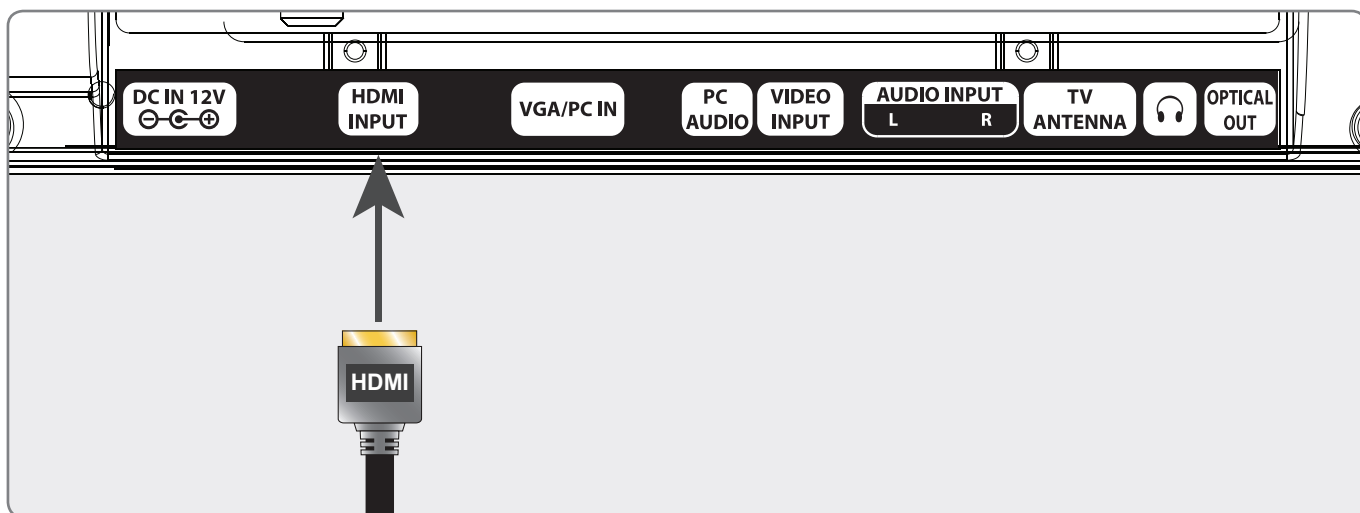 DC IN 12V
HDMI
INPUT
VGA/PC IN
PC
AUDIO
VIDEO
INPUT
AUDIO INPUT
L R
TV
ANTENNA
OPTICAL
OUT
HDMI